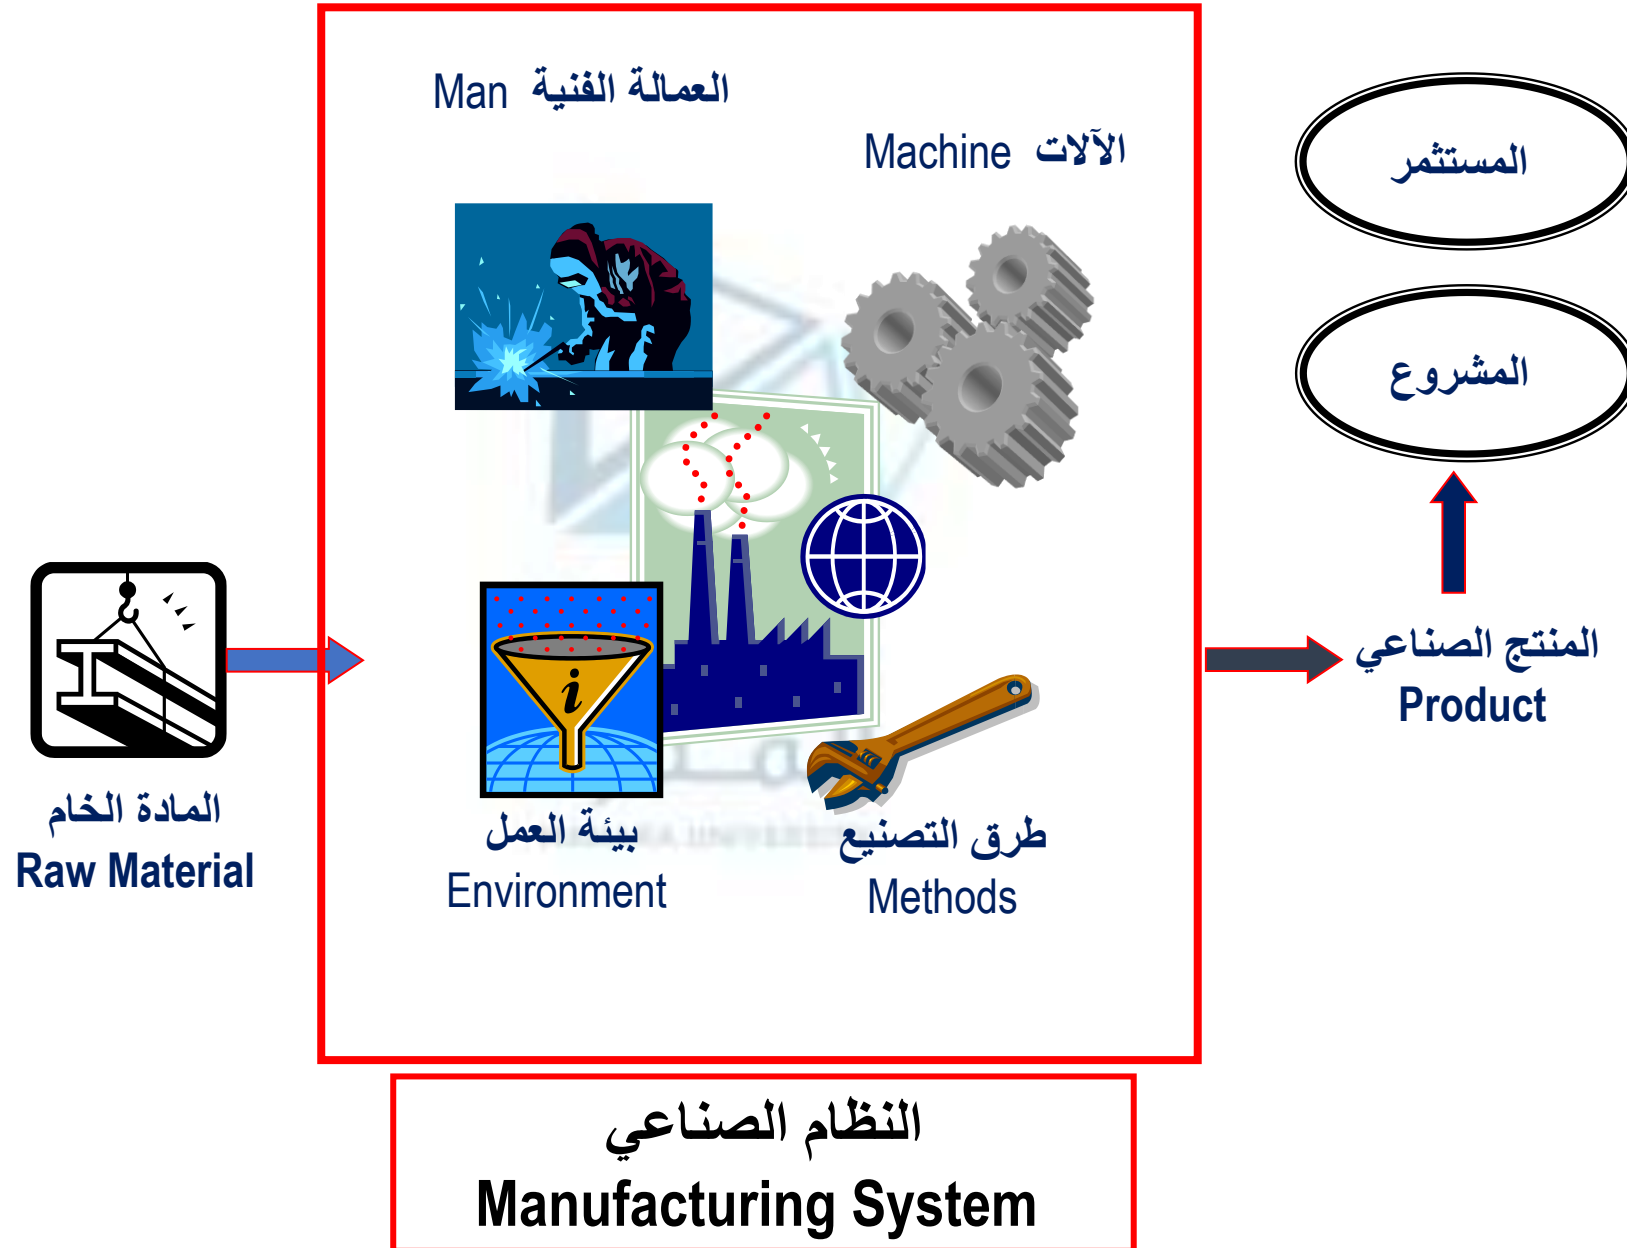 العمالة الفنية Man
الآلات Machine
المستثمر
المشروع
المنتج الصناعي
Product
المادة الخام
Raw Material
i
بيئة العمل
Environment
طرق التصنيع
Methods
النظام الصناعي
Manufacturing System